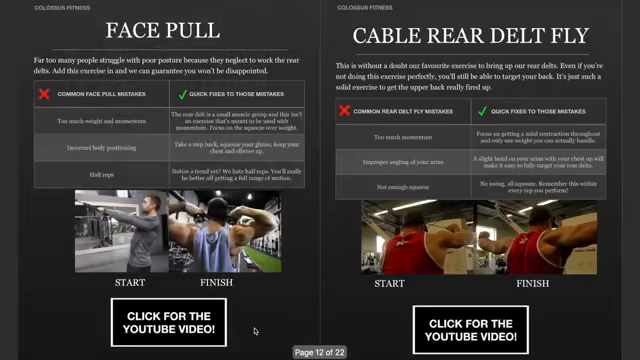 COLOSSUS FITNESS
FACE PULL
Far too many people struggle with poor posture because they neglect to work the rear
delts. Add this exercise in and we can guarantee you won't be disappointed.
COMMON FACE PULL MISTAKES
QUICK FIXES TO THOSE MISTAKES
Too much weight and momentum
The rear delt is a small muscle group and this isn't
an exercise that's meant to be used with
momentum. Focus on the squeeze over weight.
Incorrect body positioning
Take a step back, squeeze your glutes, keep your
chest and elbows up.
Half reps
Notice a trend yet? We hate half reps. You'll really
be better off getting a full range of motion.
START
FINISH
CLICK FOR THE
YOUTUBE VIDEO!
COLOSSUS FITNESS
CABLE REAR DELT FLY
This is without a doubt our favourite exercise to bring up our rear delts. Even if you're
not doing this exercise perfectly, you'll still be able to target your back. It's just such a
solid exercise to get the upper back really fired up.
COMMON REAR DELT FLY MISTAKES
QUICK FIXES TO THOSE MISTAKES
Too much momentum
Focus on getting a solid contraction throughout
and only use weight you can actually handle.
Improper angling of your arms
A slight bend on your arms with your chest up will
make it easy to fully target your rear delts.
Not enough squeeze
No swing, all squeeze. Remember this within
every rep you perform!
START
FINISH
CLICK FOR THE
YOUTUBE VIDEO!
Page 12 of 22